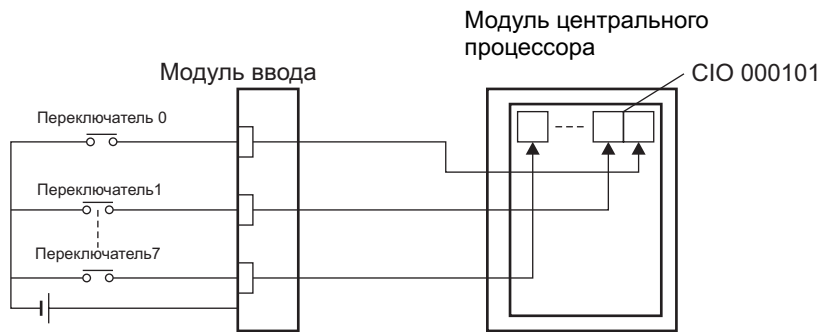 Модуль центрального
процессора
Модуль ввода
CIO 000101
Переключатель 0
Переключатель1
Переключатель7